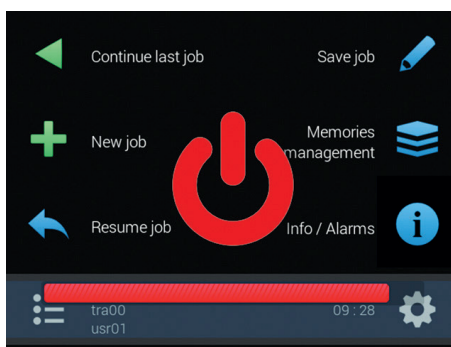 Continue last job
Save job
New job
Memories
management
Resume job
Info / Alarms
tra00
09 : 28
usr01